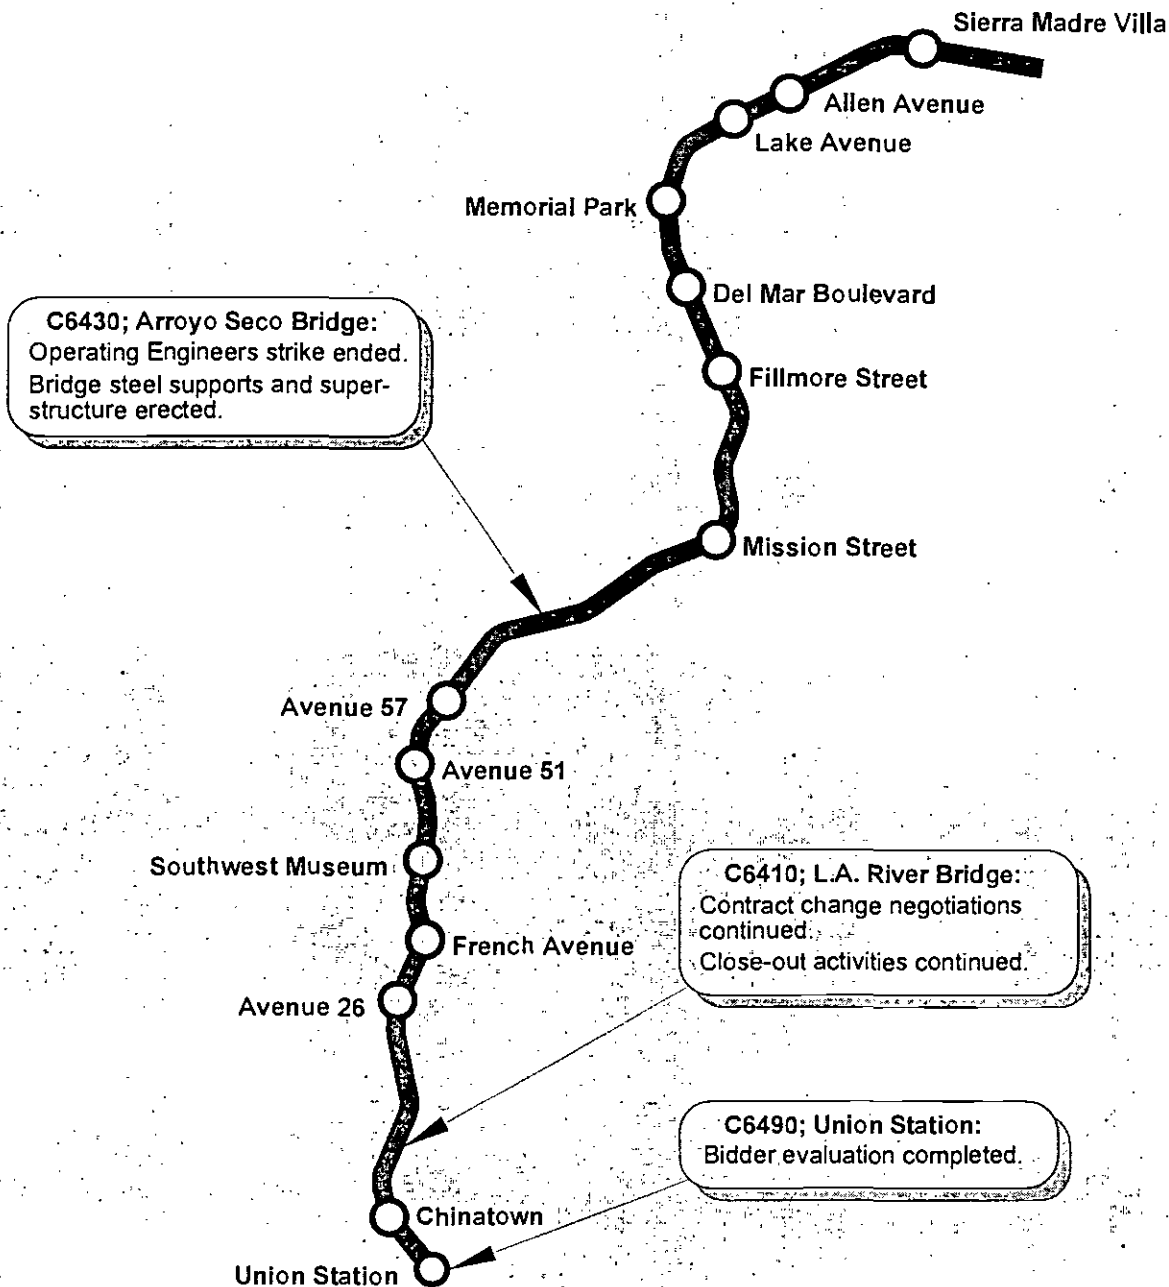 Sierra Madre Villa
Allen Avenue
Lake Avenue
Memorial Park
Del Mar Boulevard
C6430; Arroyo Seco Bridge:
Operating Engineers strike ended.
Bridge steel supports and super-
structure erected.
Fillmore Street
Mission Street
Avenue 57
Avenue 51
Southwest Museum
French Avenue
Avenue 26
C6410; L.A. River Bridge:
Contract change negotiations
continued.
Close-out activities continued.
C6490; Union Station:
Bidder evaluation completed.
Chinatown
Union Station